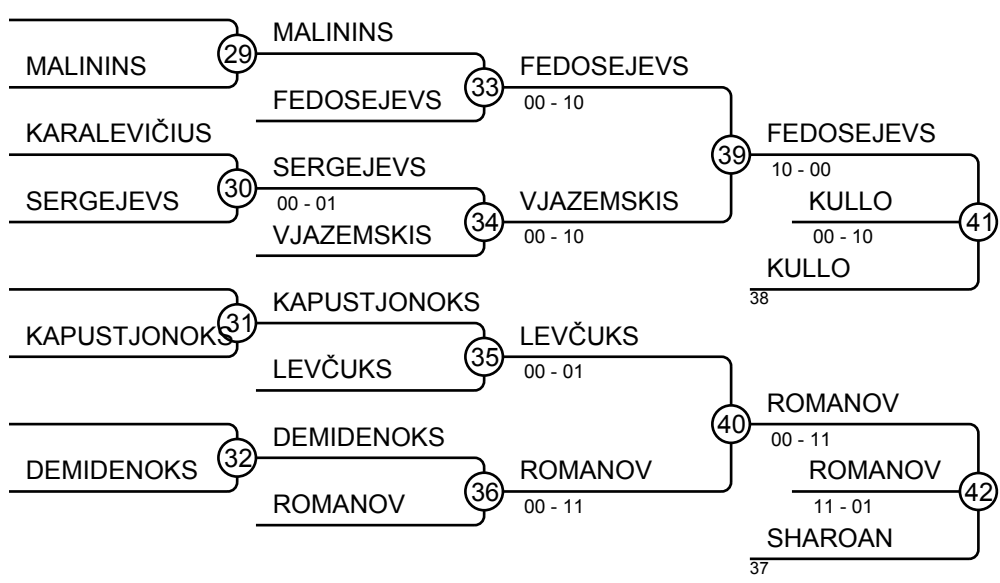 MALININS
29
MALININS
FEDOSEJEVS
33
FEDOSEJEVS
00 - 10
KARALEVIČIUS
SERGEJEVS
30
SERGEJEVS
00 - 01
VJAZEMSKIS
34
VJAZEMSKIS
00 - 10
39
FEDOSEJEVS
10 - 00
KULLO
00 - 10
41
KULLO
38
KAPUSTJONOKS
31
KAPUSTJONOKS
LEVČUKS
35
LEVČUKS
00 - 01
DEMIDENOKS
32
DEMIDENOKS
ROMANOV
36
ROMANOV
00 - 11
40
ROMANOV
00 - 11
ROMANOV
11 - 01
42
SHAROAN
37